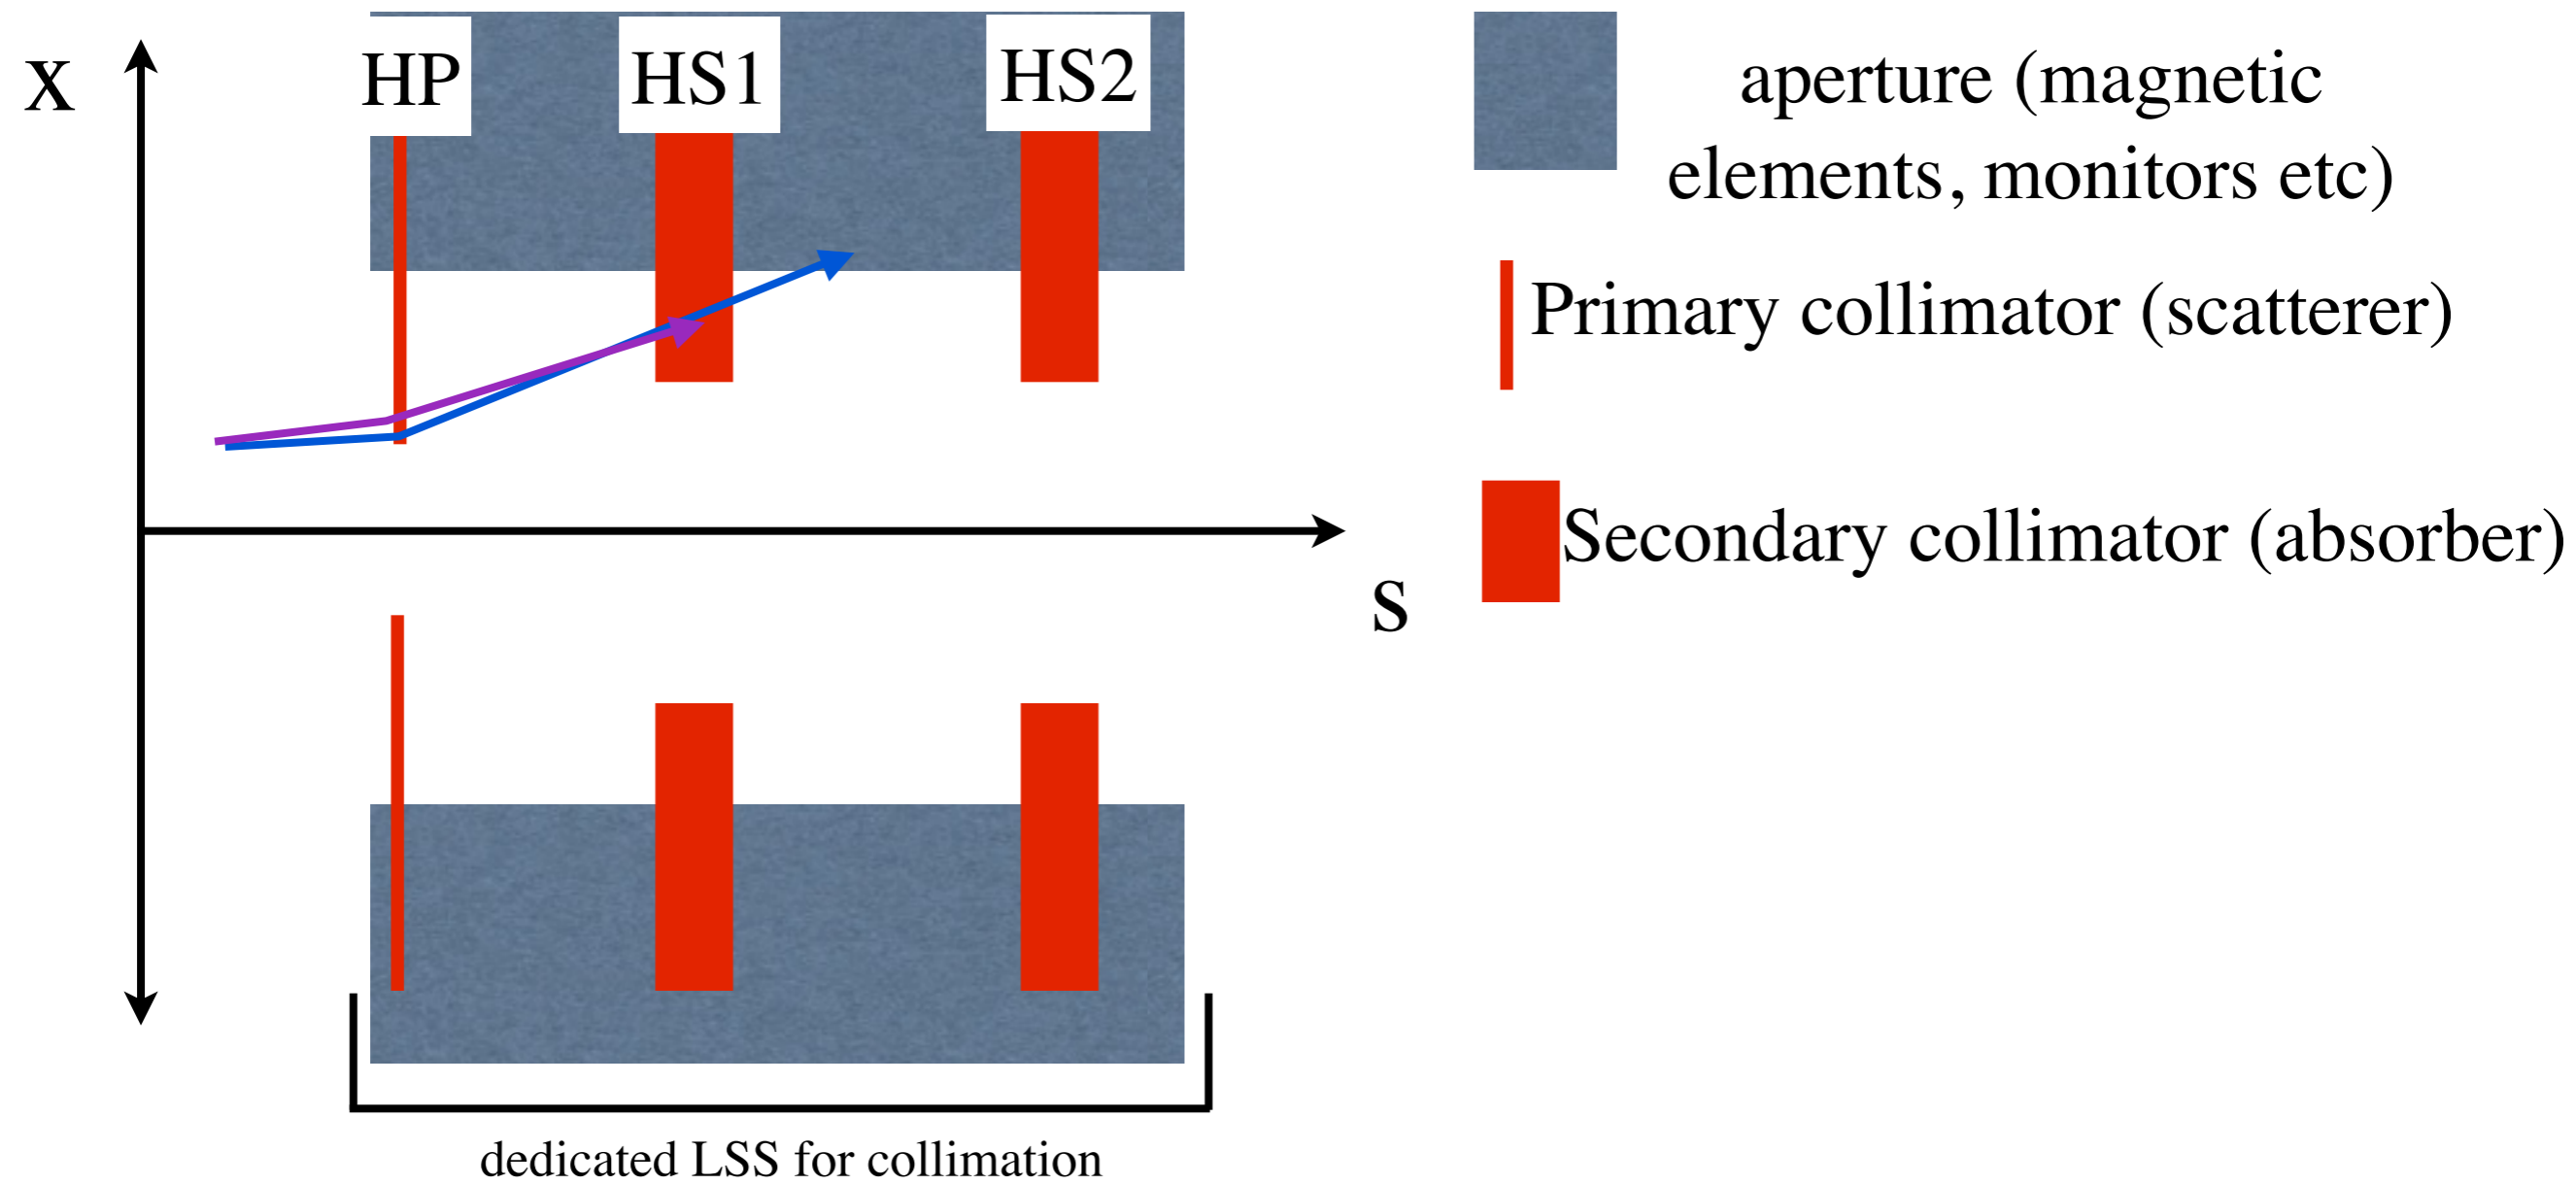 x
HP
HS1
HS2
aperture (magnetic
elements, monitors etc)
Primary collimator (scatterer)
Secondary collimator (absorber)
s
dedicated LSS for collimation